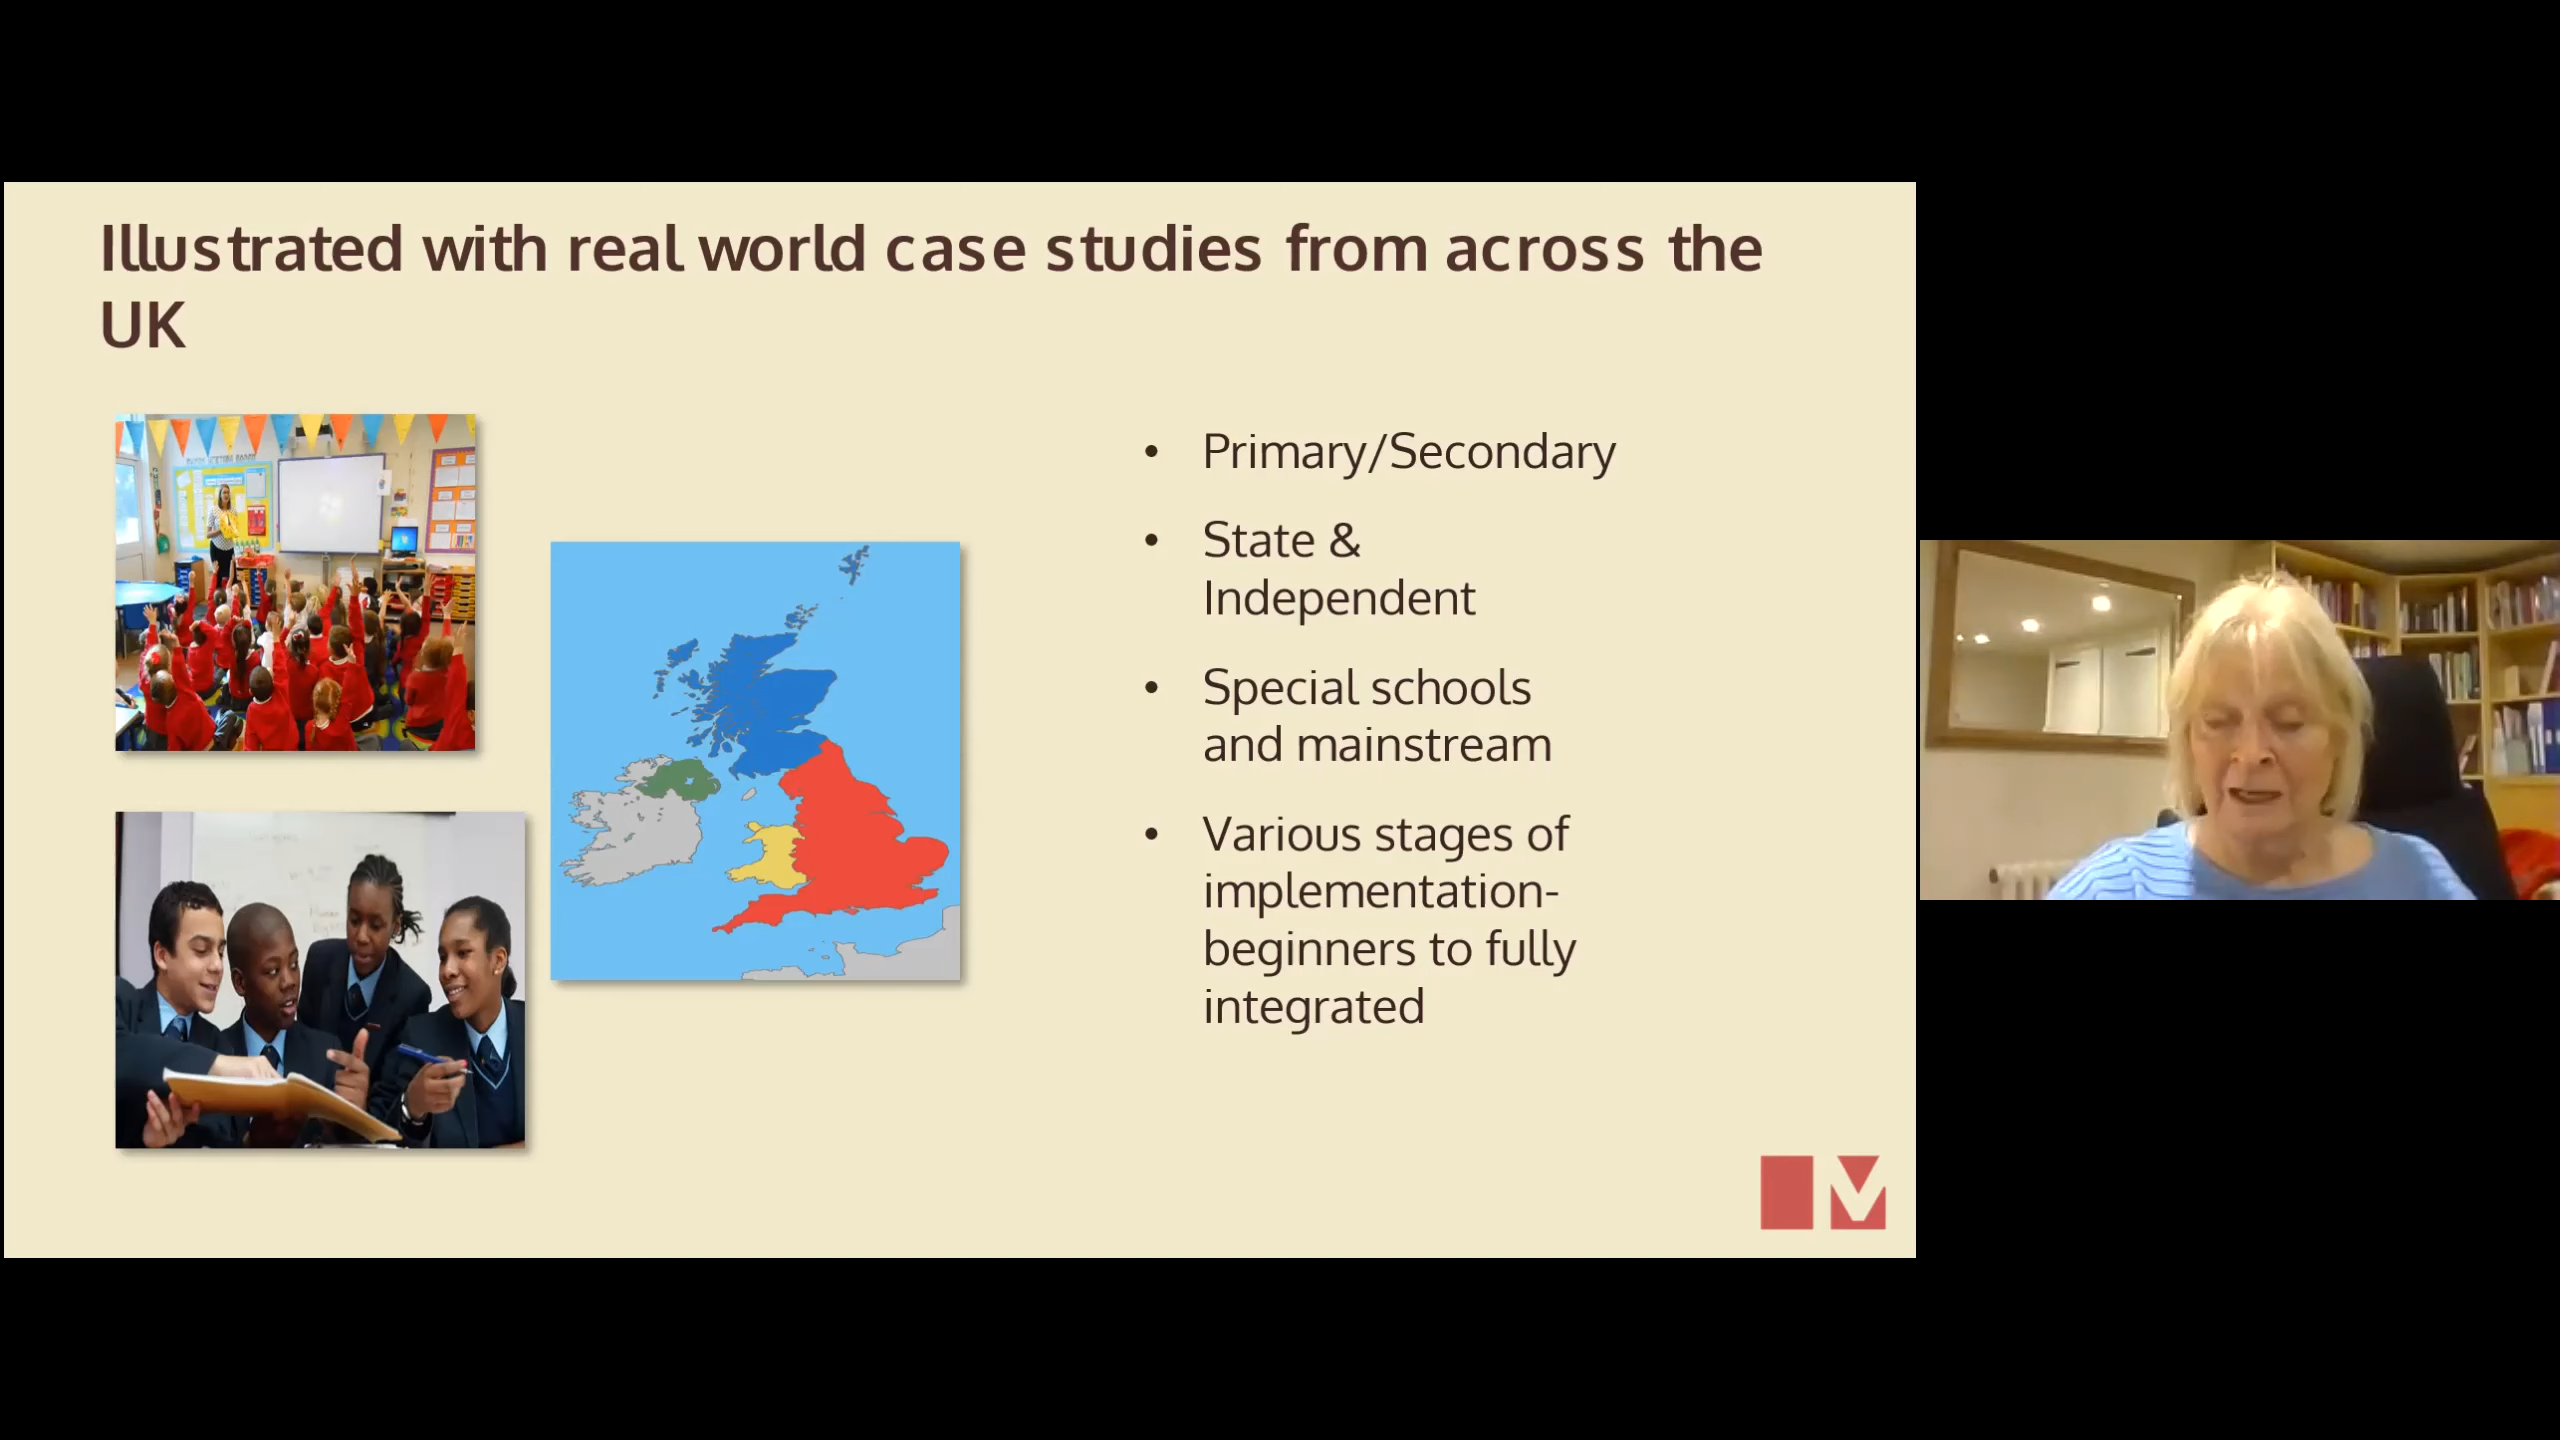 Illustrated with real world case studies from across the
UK
• Primary/Secondary
• State &
Independent
• Special schools
and mainstream
• Various stages of
implementation-
beginners to fully
integrated